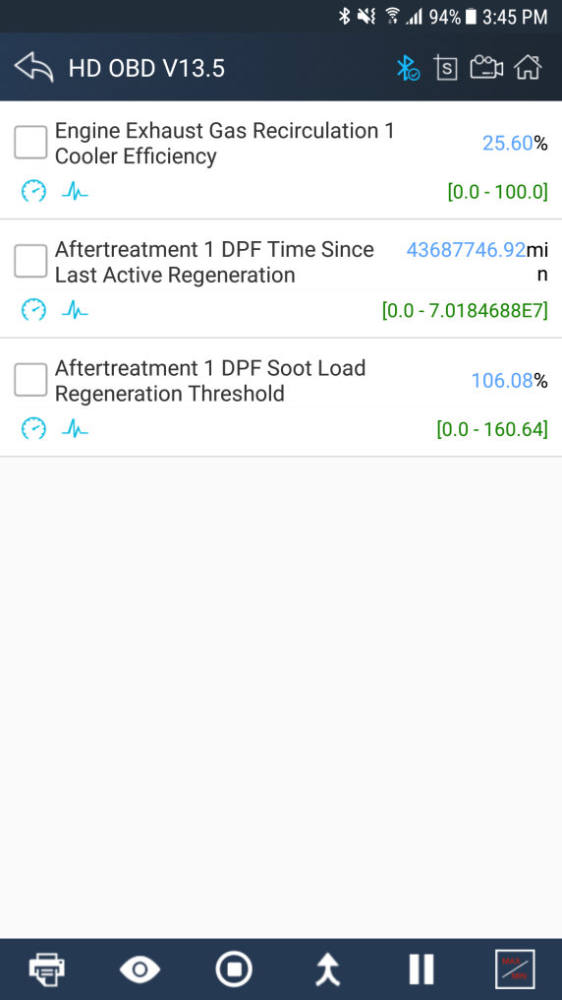 94% 3:45 PM
HD OBD V13.5
S
Engine Exhaust Gas Recirculation 1
Cooler Efficiency
25.60%
[0.0 - 100.0]
Aftertreatment 1 DPF Time Since
Last Active Regeneration
43687746.92mi
n
[0.0 - 7.0184688E7]
Aftertreatment 1 DPF Soot Load
Regeneration Threshold
106.08%
[0.0 - 160.64]
MAX
MIN